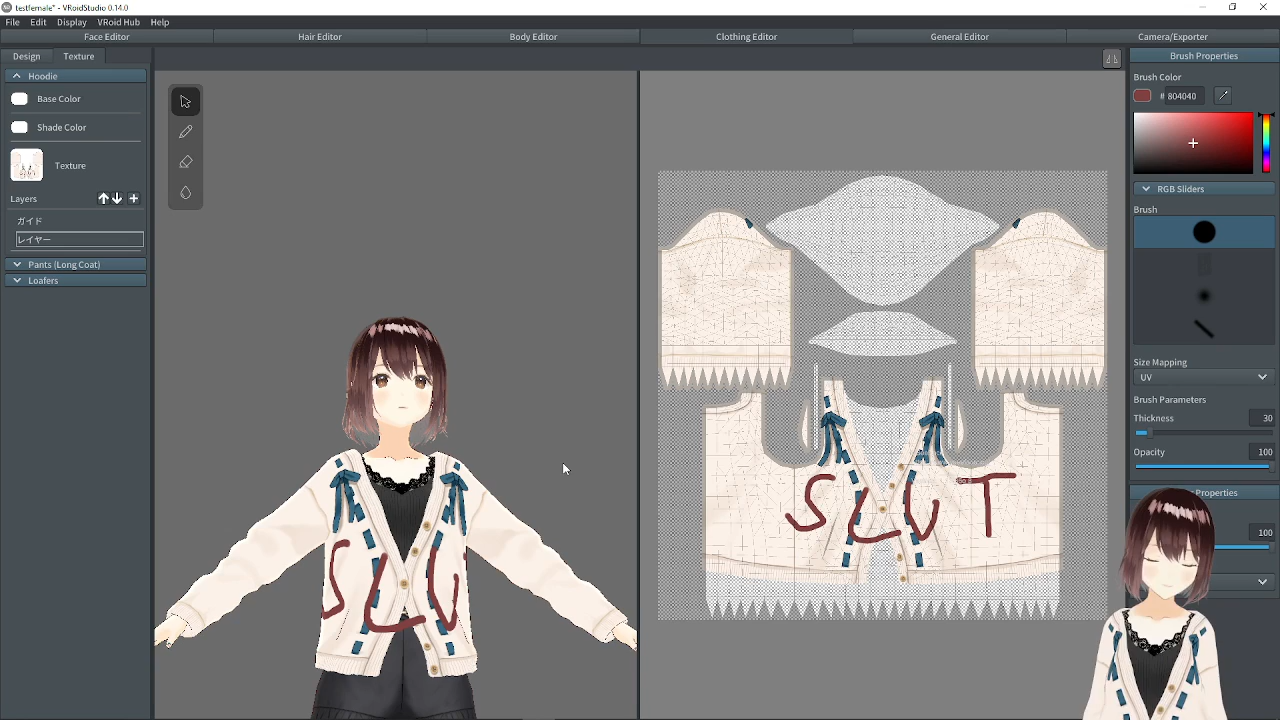 testfemale* - VRoidStudio 0.14.0
File Edit Display VRoid Hub Help
Face Editor Hair Editor Body Editor Clothing Editor General Editor Camera/Exporter
Design Texture
Hoodie
Base Color
Shade Color
Texture
Layers
ガイド
レイヤー
Pants (Long Coat)
Loafers
SLU
SLUT
Brush Properties
Brush Color
# 804040
RGB Sliders
Brush
Size Mapping
UV
Brush Parameters
Thickness 30
Opacity 100
Properties
100